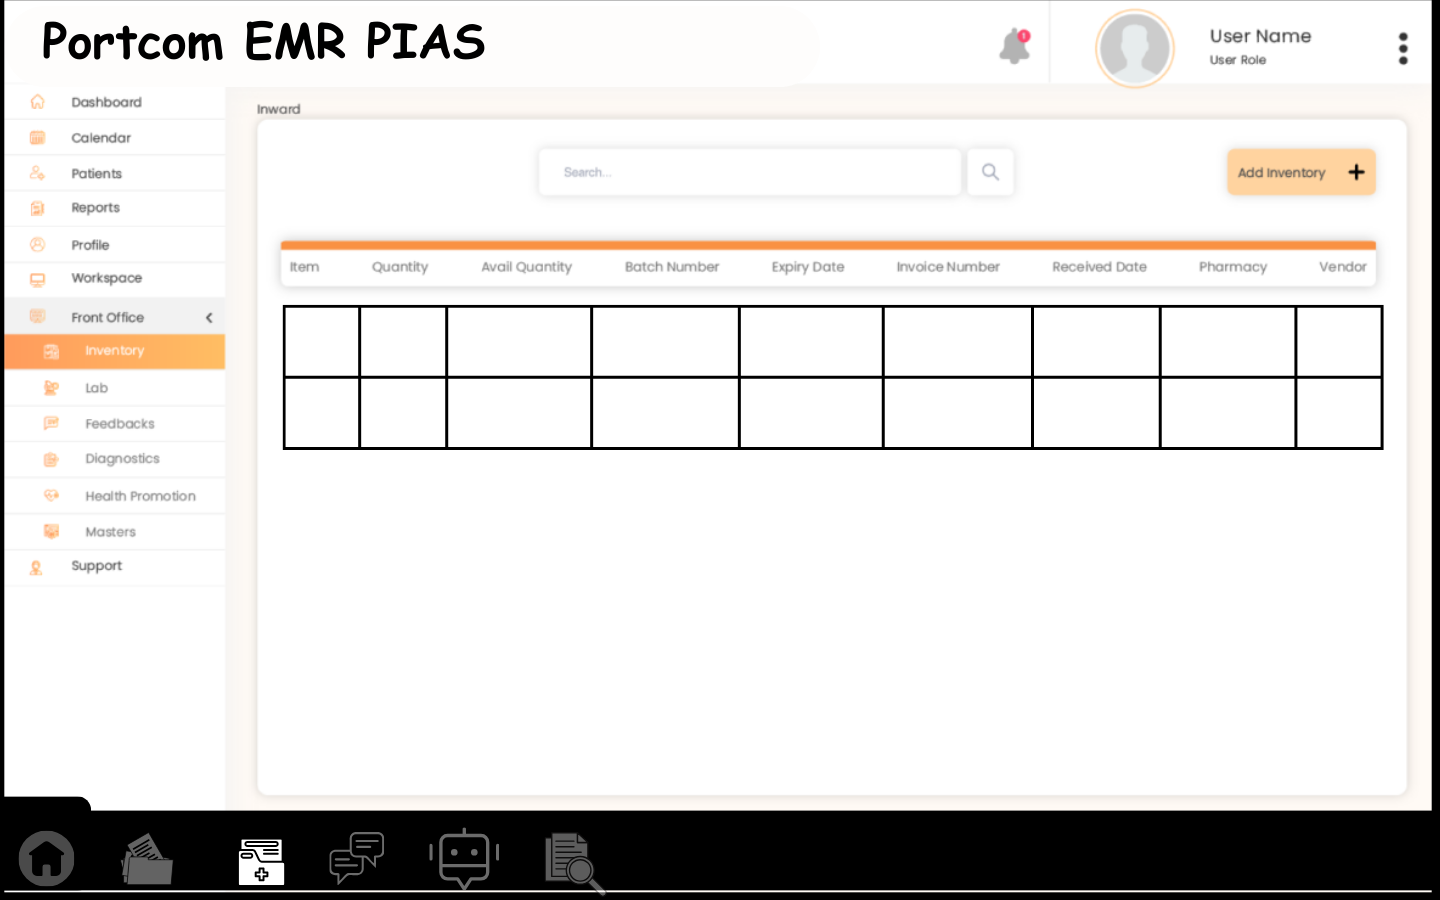 Portcom EMR PIAS
1
User Name
User Role
Dashboard
Calendar
Patients
Reports
Profile
Workspace
Front Office
Inventory
Lab
Feedbacks
Diagnostics
Health Promotion
Masters
Support
Inward
Search...
Add Inventory
Item Quantity Avail Quantity Batch Number Expiry Date Invoice Number Received Date Pharmacy Vendor